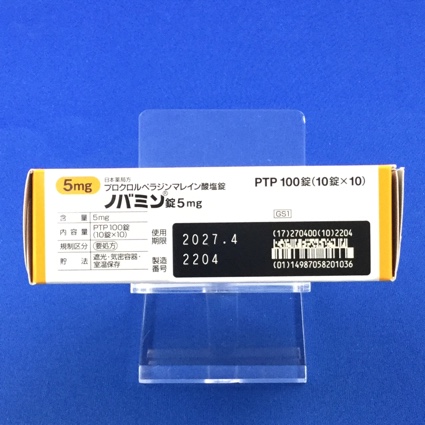 5mg
日本薬局方
プロクロルペラジンマレイン酸塩錠
ノバミン®錠5mg
PTP 100錠(10錠×10)
含量 5mg
内容量 PTP 100錠
(10錠×10)
規制区分 要処方
貯法 遮光・気密容器・
室温保存
使用
期限
2027.4
製造
番号
2204
GS1
(17)270400(10)2204
(01)14987058201036